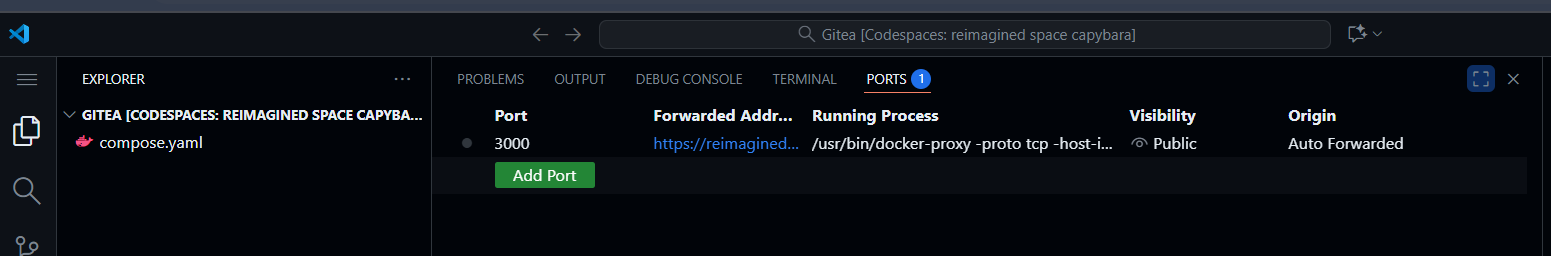 Gitea [Codespaces: reimagined space capybara]
EXPLORER
GITEA [CODESPACES: REIMAGINED SPACE CAPYBA...
compose.yaml
PROBLEMS OUTPUT DEBUG CONSOLE TERMINAL PORTS 1
Port Forwarded Addr... Running Process Visibility Origin
3000 https://reimagined... /usr/bin/docker-proxy -proto tcp -host-i... Public Auto Forwarded
Add Port